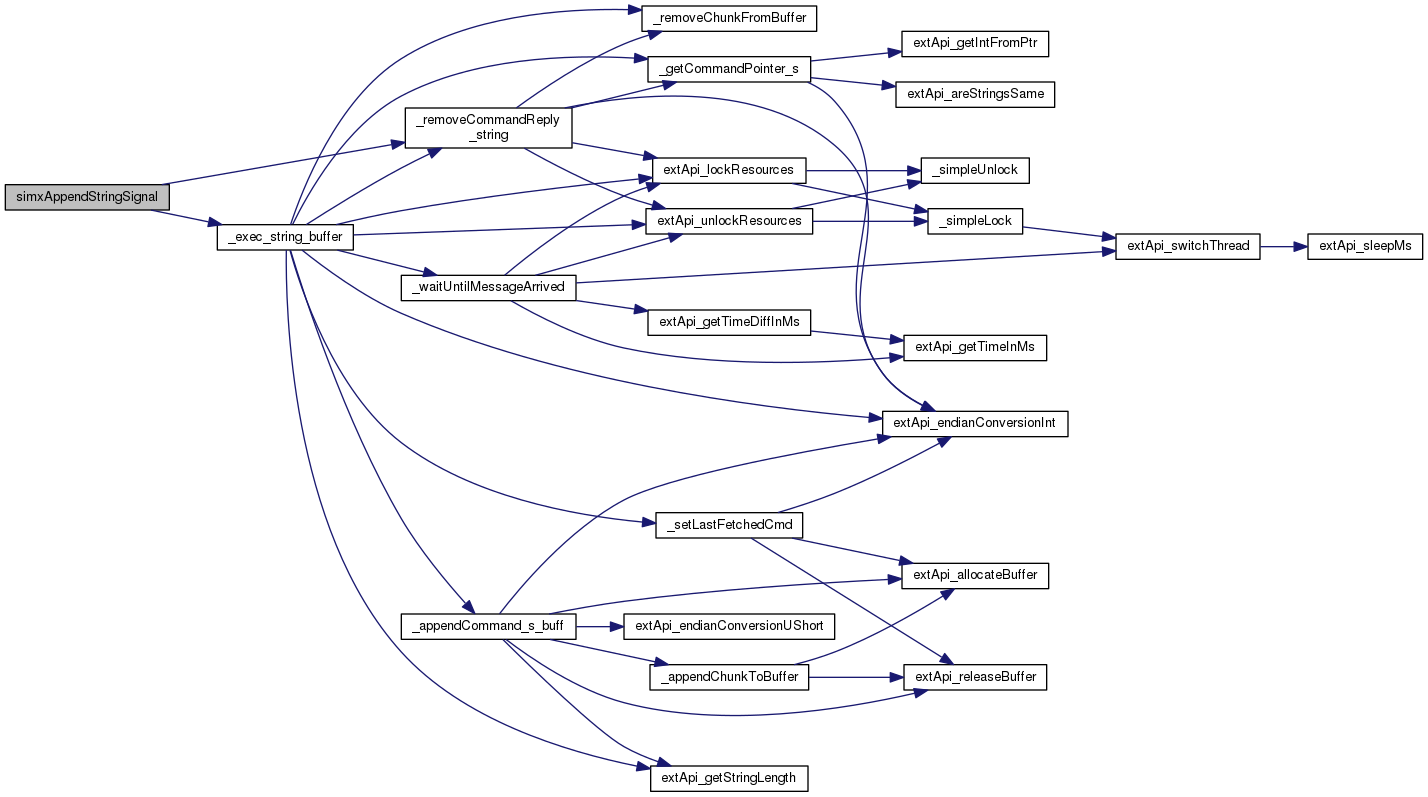 simxAppendStringSignal
_exec_string_buffer
_removeCommandReply
_string
_waitUntilMessageArrived
_appendCommand_s_buff
_removeChunkFromBuffer
_getCommandPointer_s
extApi_lockResources
extApi_unlockResources
extApi_getTimeDiffInMs
_setLastFetchedCmd
extApi_endianConversionUShort
_appendChunkToBuffer
extApi_getStringLength
extApi_getIntFromPtr
extApi_areStringsSame
_simpleUnlock
_simpleLock
extApi_getTimeInMs
extApi_endianConversionInt
extApi_allocateBuffer
extApi_releaseBuffer
extApi_switchThread
extApi_sleepMs